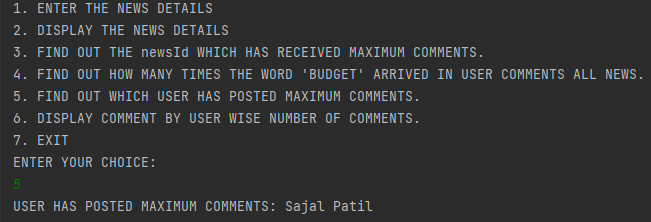 1. ENTER THE NEWS DETAILS
2. DISPLAY THE NEWS DETAILS
3. FIND OUT THE newsId WHICH HAS RECEIVED MAXIMUM COMMENTS.
4. FIND OUT HOW MANY TIMES THE WORD 'BUDGET' ARRIVED IN USER COMMENTS ALL NEWS.
5. FIND OUT WHICH USER HAS POSTED MAXIMUM COMMENTS.
6. DISPLAY COMMENT BY USER WISE NUMBER OF COMMENTS.
7. EXIT
ENTER YOUR CHOICE:
5
USER HAS POSTED MAXIMUM COMMENTS: Sajal Patil